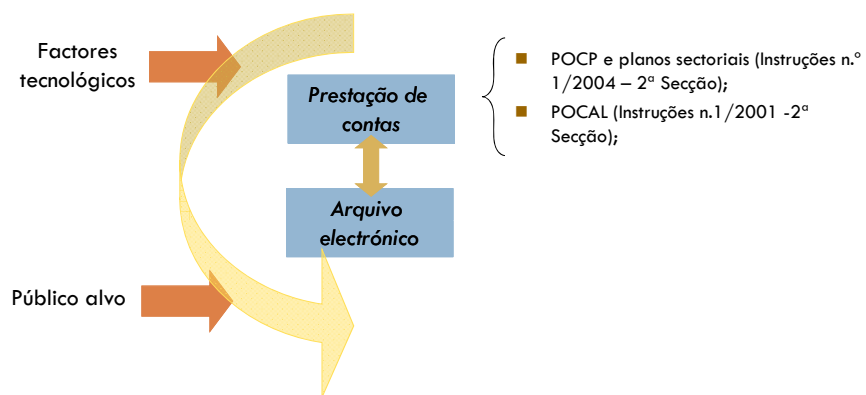 Factores
tecnológicos
Prestação de
contas
POCP e planos sectoriais (Instruções n.º
1/2004 – 2ª Secção);
POCAL (Instruções n.1/2001 -2ª
Secção);
Arquivo
electrónico
Público alvo